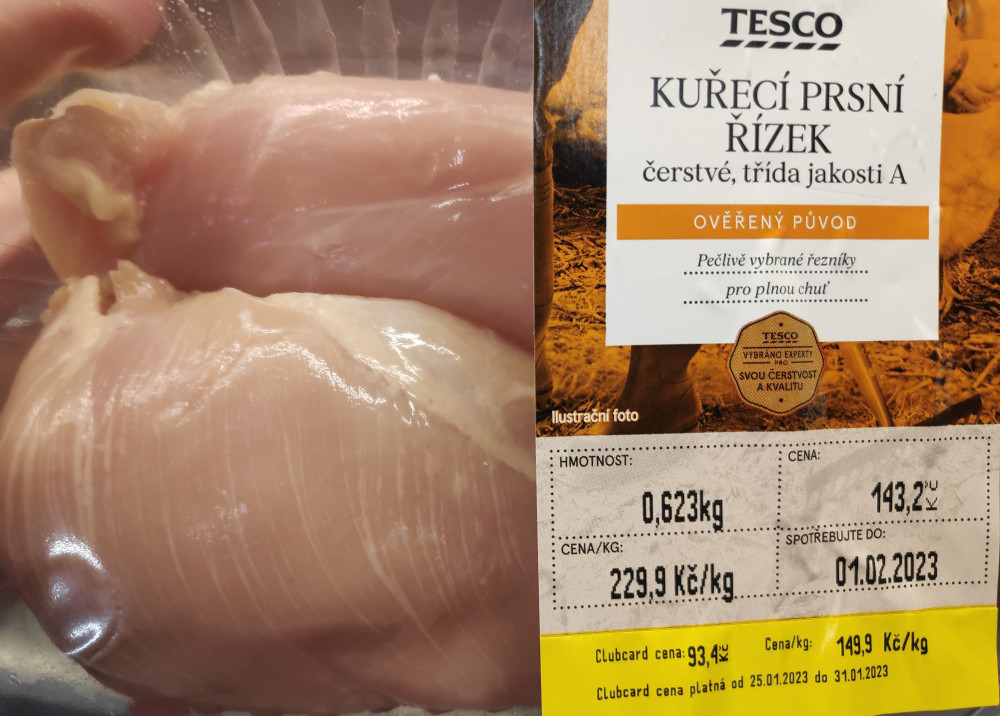 TESCO
KUŘECÍ PRSNÍ
ŘÍZEK
čerstvé, třída jakosti A
OVĚŘENÝ PŮVOD
Pečlivě vybrané řezníky
pro plnou chuť
TESCO
VYBRÁNO EXPERTY
PRO
SVOU ČERSTVOST
A KVALITU
Ilustrační foto
HMOTNOST:
0,623kg
CENA:
143,2Kč
CENA/KG:
229,9 Kč/kg
SPOTŘEBUJTE DO:
01.02.2023
Clubcard cena: 93,4Kč Cena/kg: 149,9 Kč/kg
Clubcard cena platná od 25.01.2023 do 31.01.2023